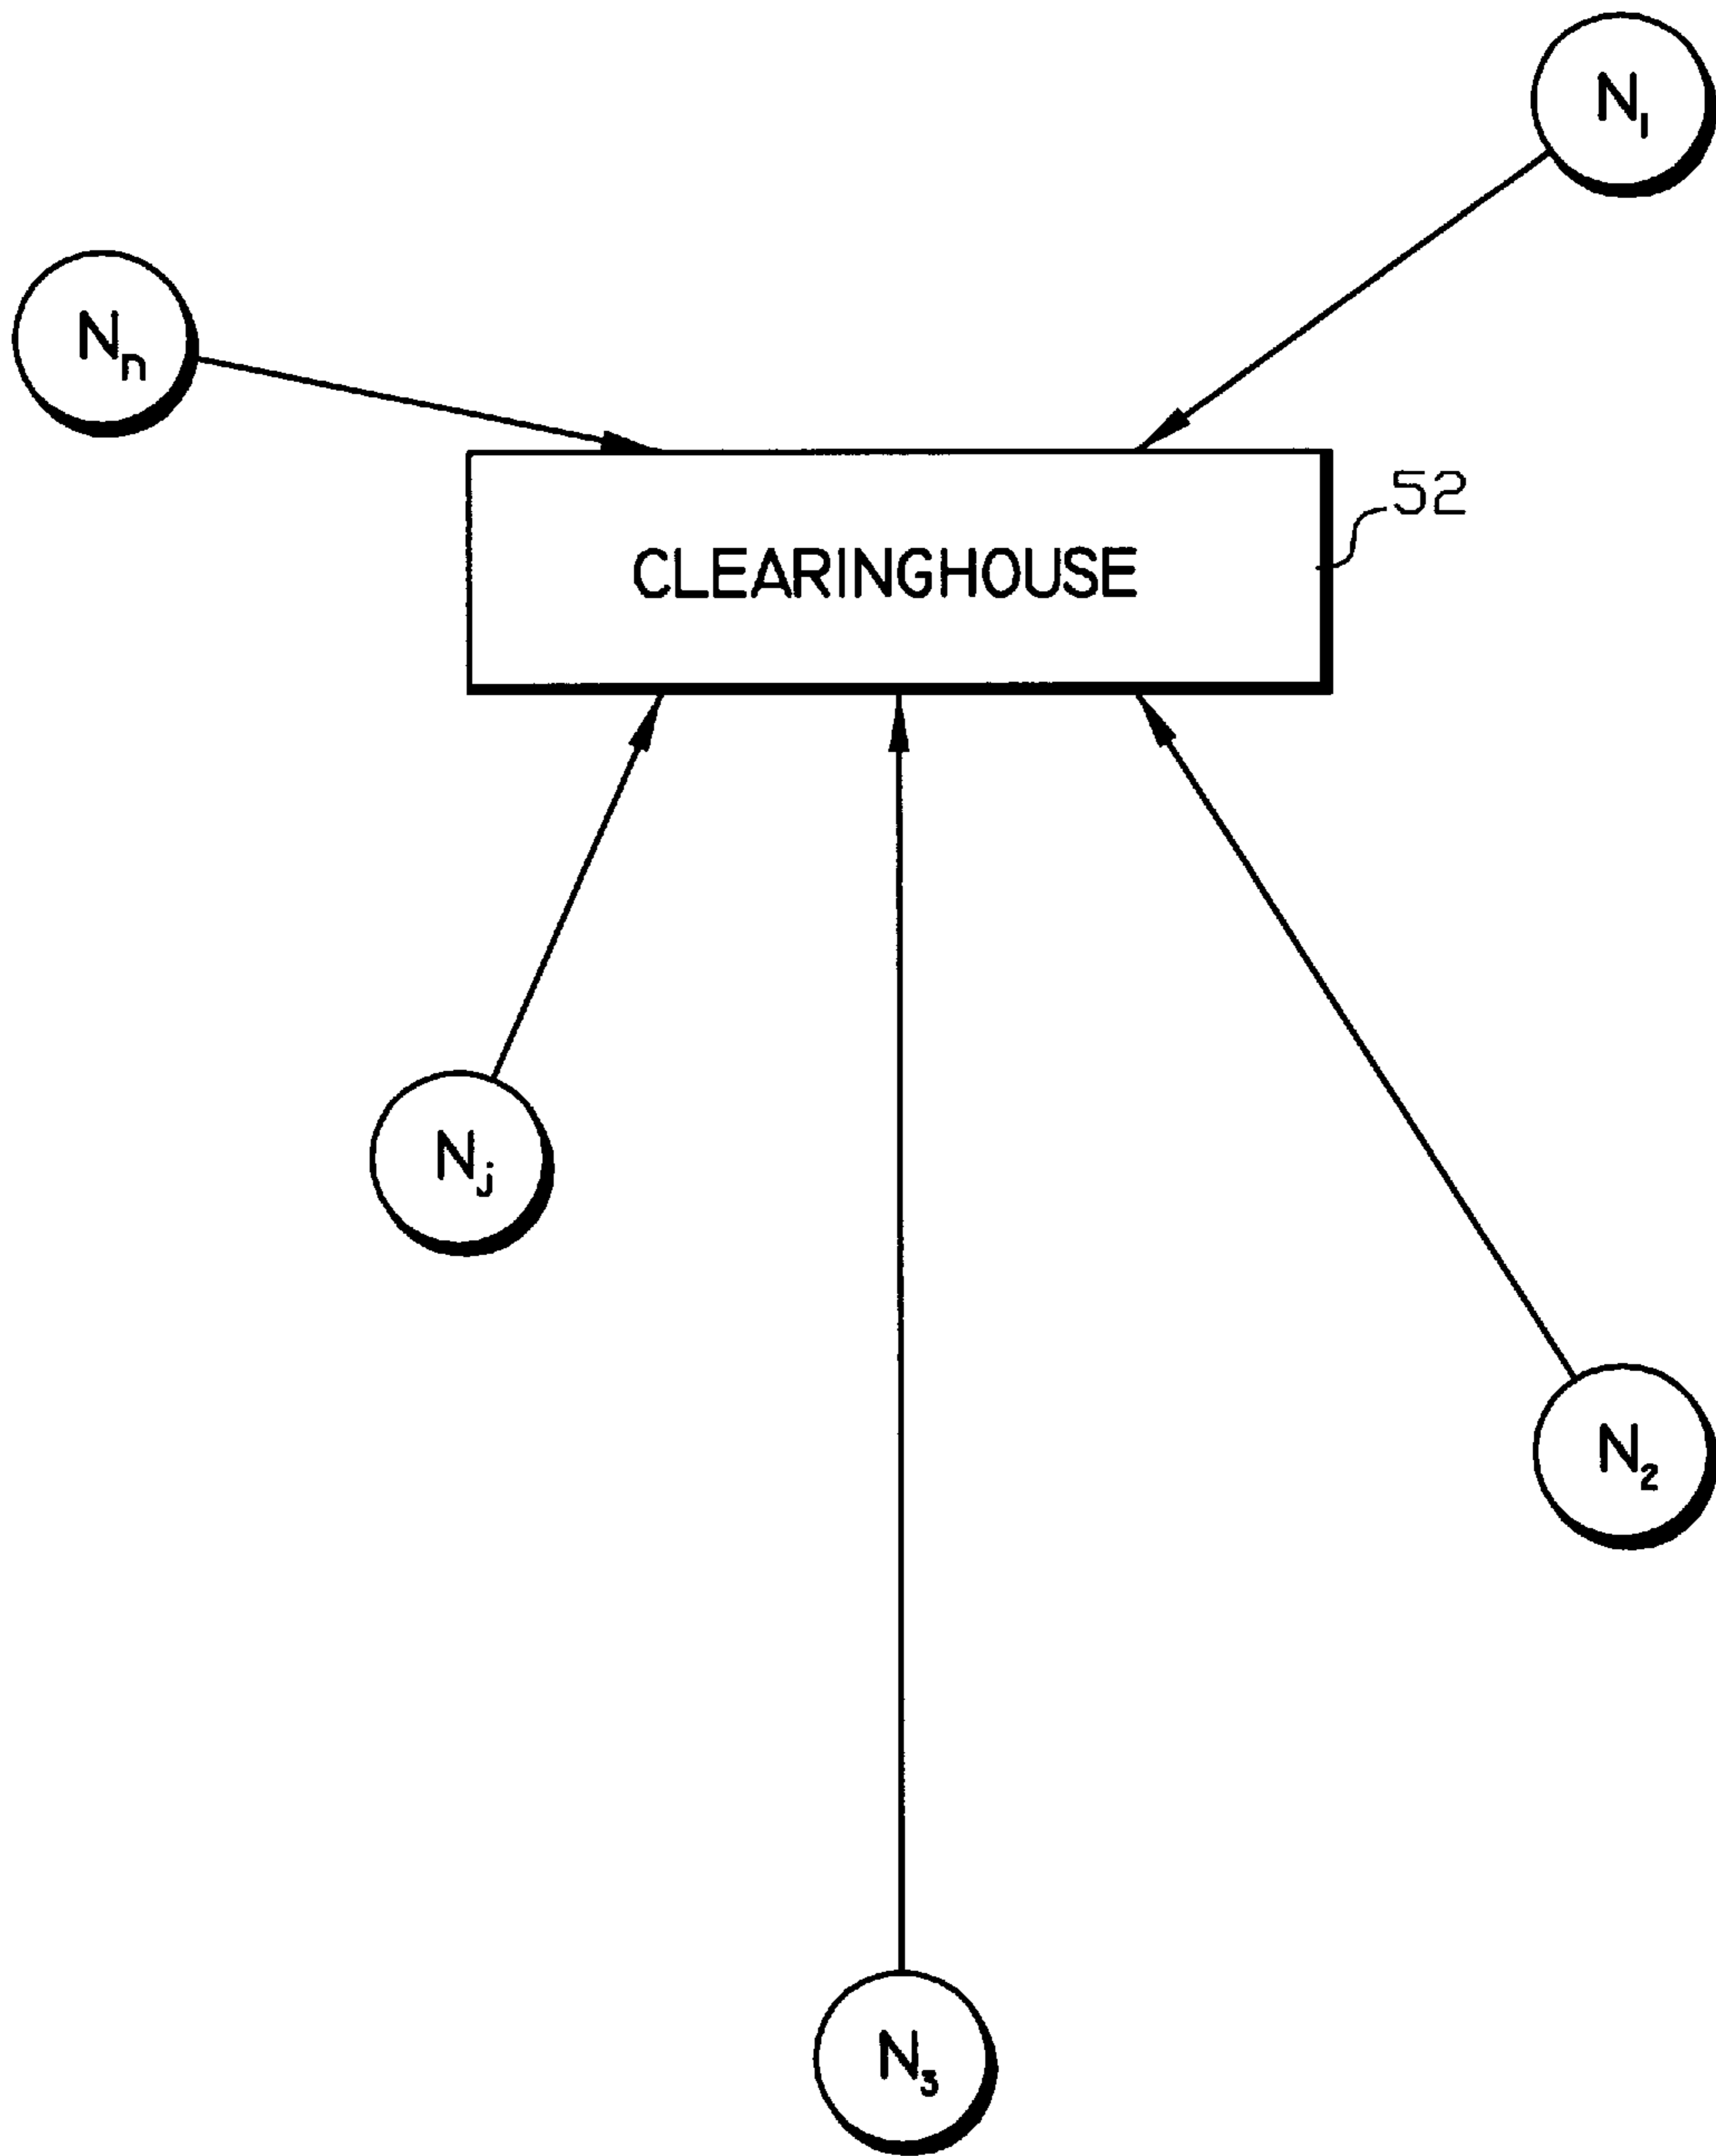 N₁
Nₙ
52
CLEARINGHOUSE
Nⱼ
N₂
N₃